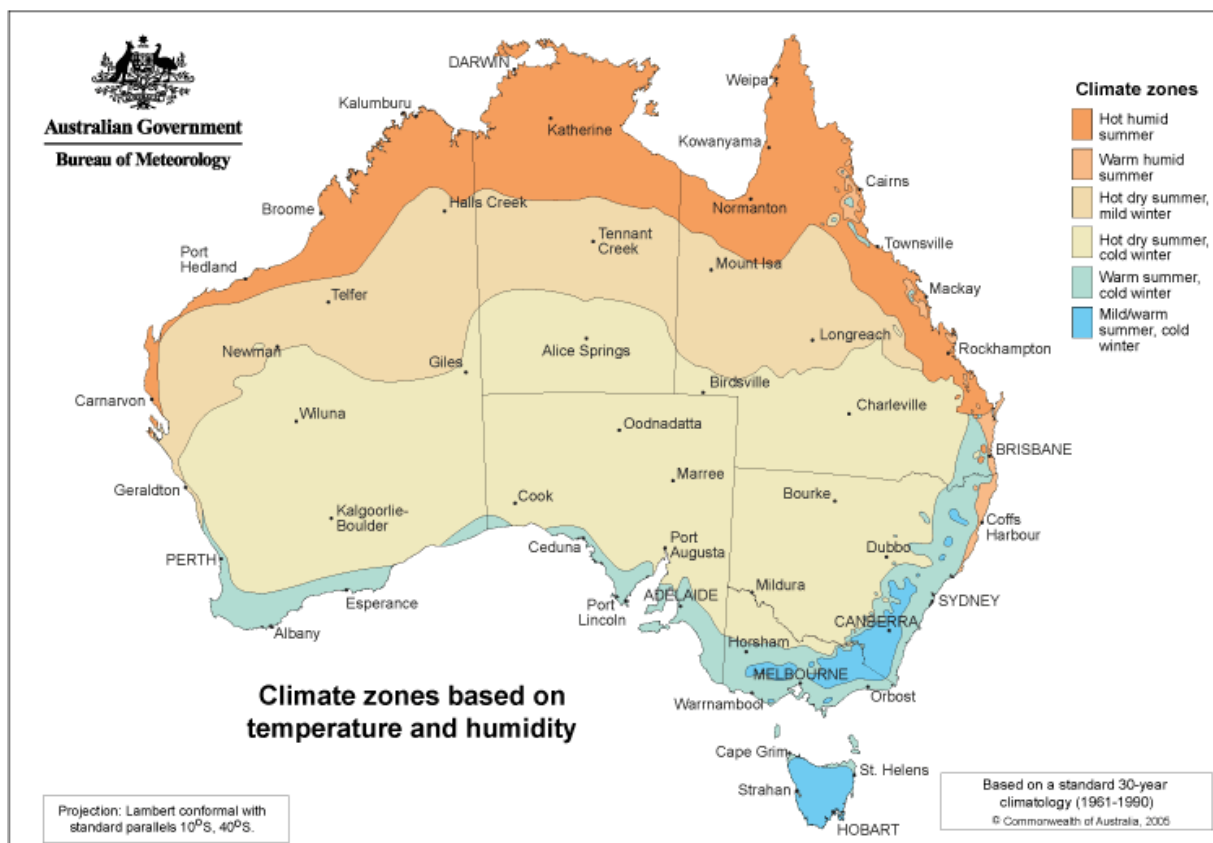 Australian Government
Bureau of Meteorology
DARWIN
Weipa
Kalumburu
Katherine
Kowanyama
Cairns
Broome
Halls Creek
Normanton
Tennant
Creek
Townsville
Port
Hedland
Mount Isa
Mackay
Telfer
Longreach
Newman
Alice Springs
Rockhampton
Giles
Birdsville
Carnarvon
Charleville
Wiluna
Oodnadatta
BRISBANE
Marree
Geraldton
Bourke
Cook
Kalgoorlie-
Boulder
Coffs
Harbour
Port
Augusta
Ceduna
Dubbo
PERTH
Mildura
Esperance
ADELAIDE
SYDNEY
Port
Lincoln
CANBERRA
Albany
Horsham
MELBOURNE
Orbost
Warrnambool
Cape Grim
St. Helens
Strahan
HOBART
Climate zones
Hot humid
summer
Warm humid
summer
Hot dry summer,
mild winter
Hot dry summer,
cold winter
Warm summer,
cold winter
Mild/warm
summer, cold
winter
Climate zones based on
temperature and humidity
Projection: Lambert conformal with
standard parallels 10°S, 40°S.
Based on a standard 30-year
climatology (1961-1990)
© Commonwealth of Australia, 2005